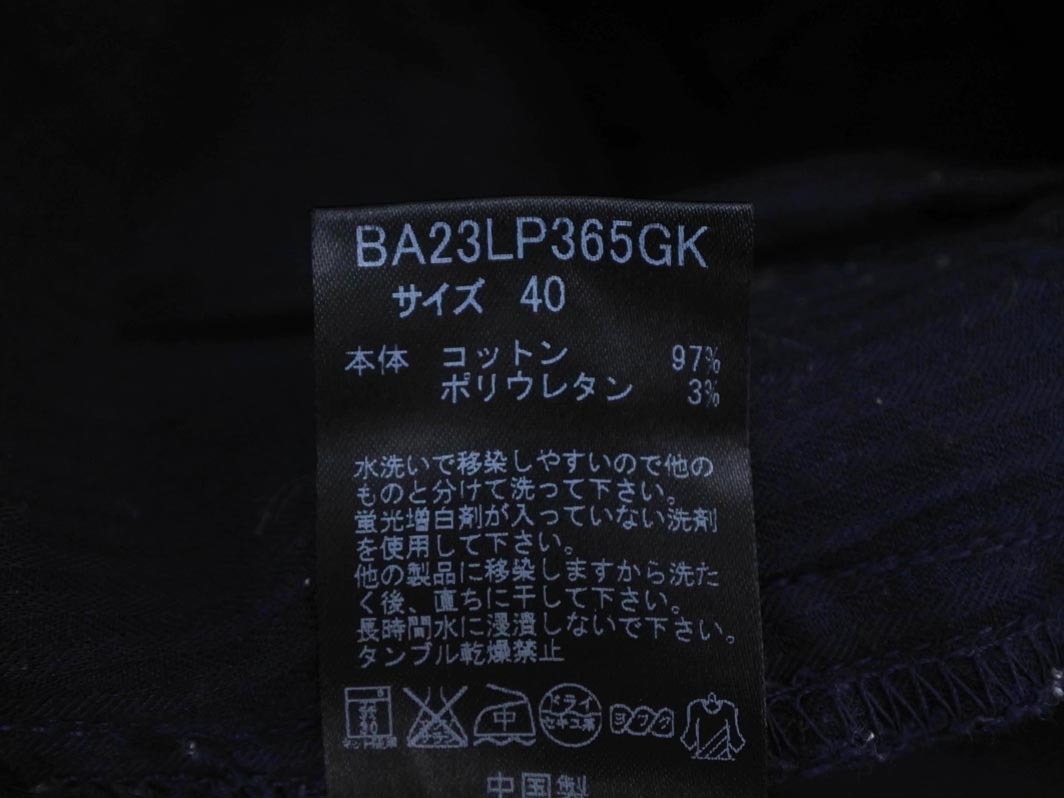 BA23LP365GK
サイズ 40
本体 コットン 97%
ポリウレタン 3%
水洗いで移染しやすいので他の
ものと分けて洗って下さい。
蛍光増白剤が入っていない洗剤
を使用して下さい。
他の製品に移染しますから洗た
く後、直ちに干して下さい。
長時間水に浸漬しないで下さい。
タンブル乾燥禁止
中 ドライ セキユ系 ヨワク
中国製